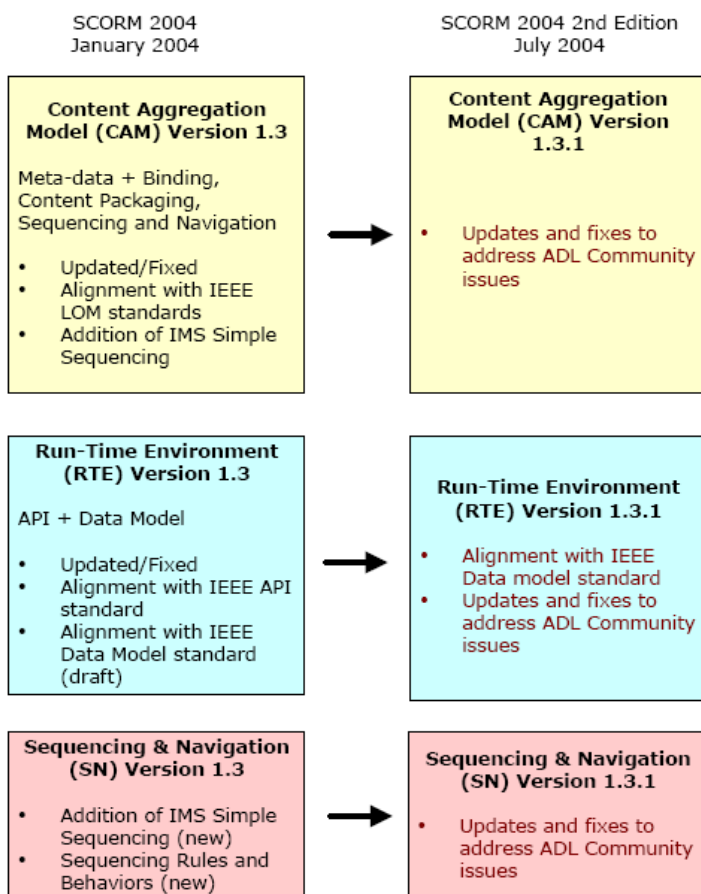 SCORM 2004
January 2004
SCORM 2004 2nd Edition
July 2004
Content Aggregation
Model (CAM) Version 1.3
Meta-data + Binding,
Content Packaging,
Sequencing and Navigation
• Updated/Fixed
• Alignment with IEEE
LOM standards
• Addition of IMS Simple
Sequencing
Content Aggregation
Model (CAM) Version
1.3.1
• Updates and fixes to
address ADL Community
issues
Run-Time Environment
(RTE) Version 1.3
API + Data Model
• Updated/Fixed
• Alignment with IEEE API
standard
• Alignment with IEEE
Data Model standard
(draft)
Run-Time Environment
(RTE) Version 1.3.1
• Alignment with IEEE
Data model standard
• Updates and fixes to
address ADL Community
issues
Sequencing & Navigation
(SN) Version 1.3
• Addition of IMS Simple
Sequencing (new)
• Sequencing Rules and
Behaviors (new)
Sequencing & Navigation
(SN) Version 1.3.1
• Updates and fixes to
address ADL Community
issues